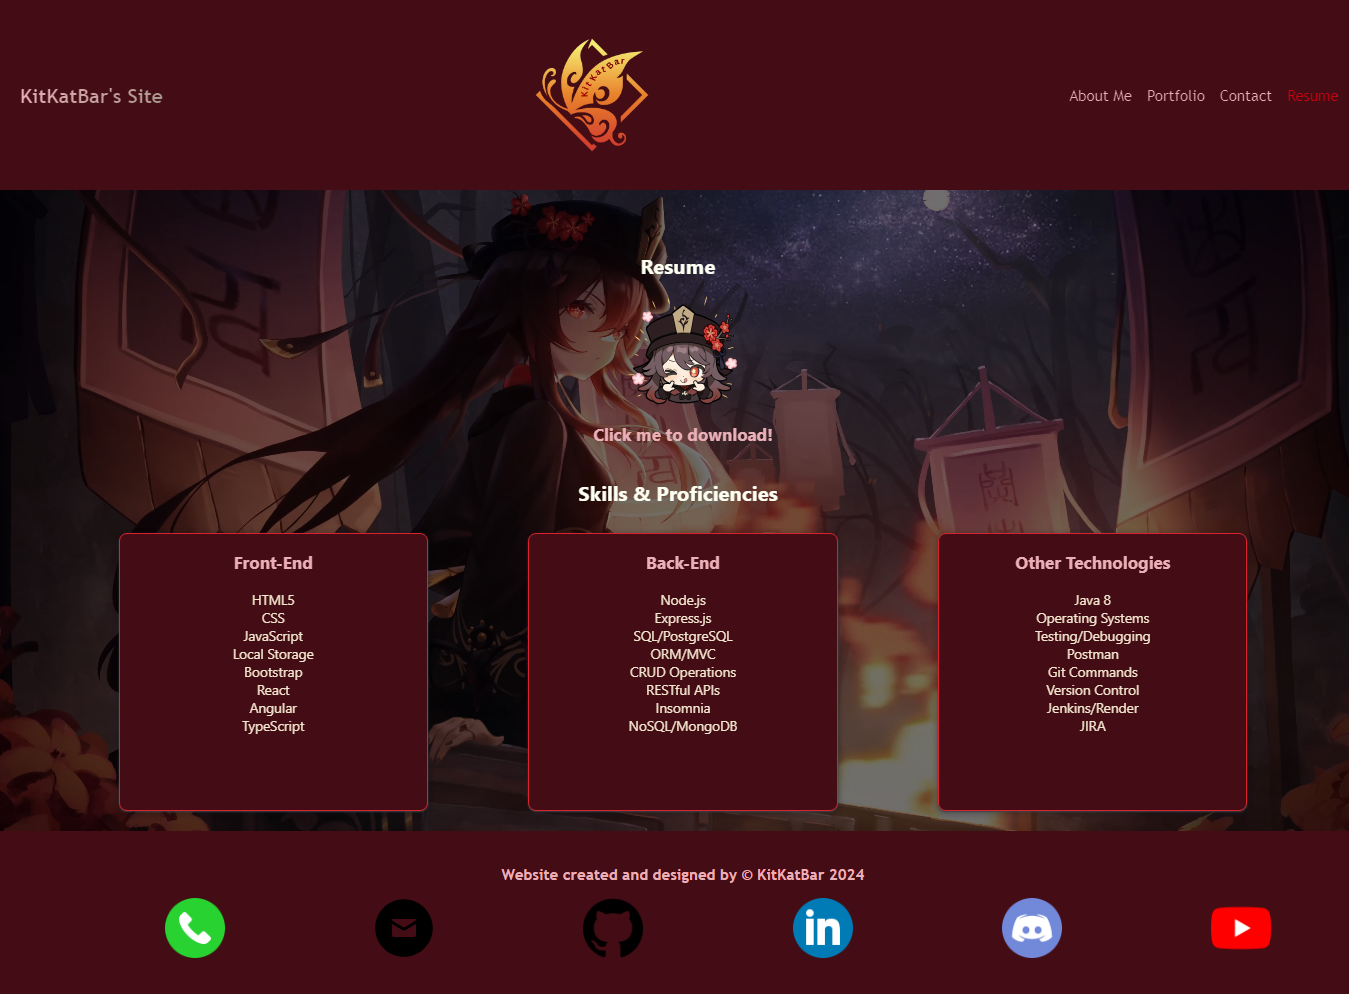 KitKatBar's Site
KitKatBar
About Me
Portfolio
Contact
Resume
Resume
Click me to download!
Skills & Proficiencies
Front-End
HTML5
CSS
JavaScript
Local Storage
Bootstrap
React
Angular
TypeScript
Back-End
Node.js
Express.js
SQL/PostgreSQL
ORM/MVC
CRUD Operations
RESTful APIs
Insomnia
NoSQL/MongoDB
Other Technologies
Java 8
Operating Systems
Testing/Debugging
Postman
Git Commands
Version Control
Jenkins/Render
JIRA
Website created and designed by © KitKatBar 2024
in